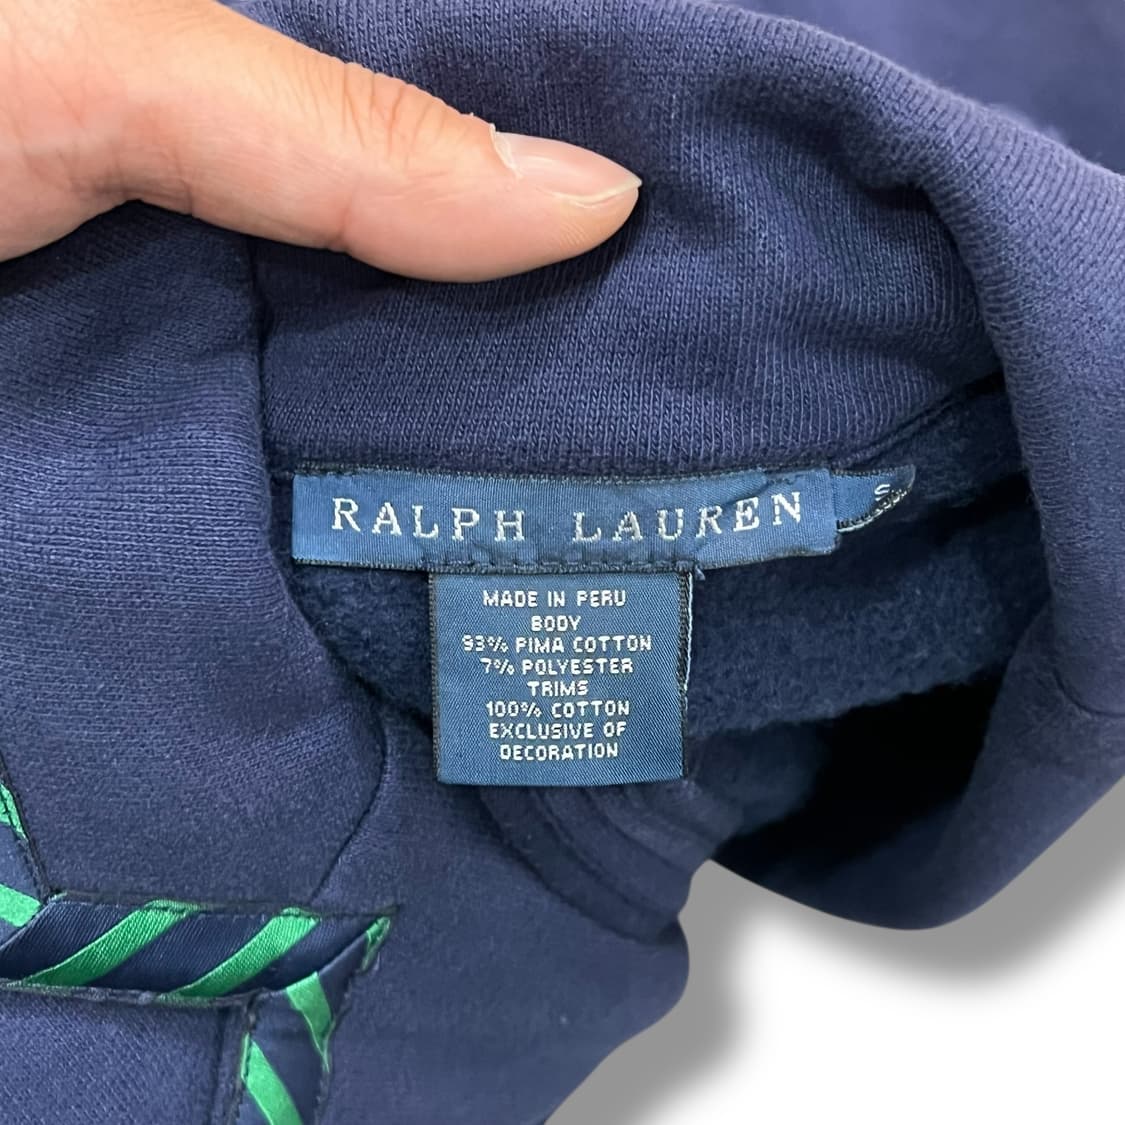 RALPH LAUREN
S
MADE IN PERU
BODY
93% PIMA COTTON
7% POLYESTER
TRIMS
100% COTTON
EXCLUSIVE OF
DECORATION